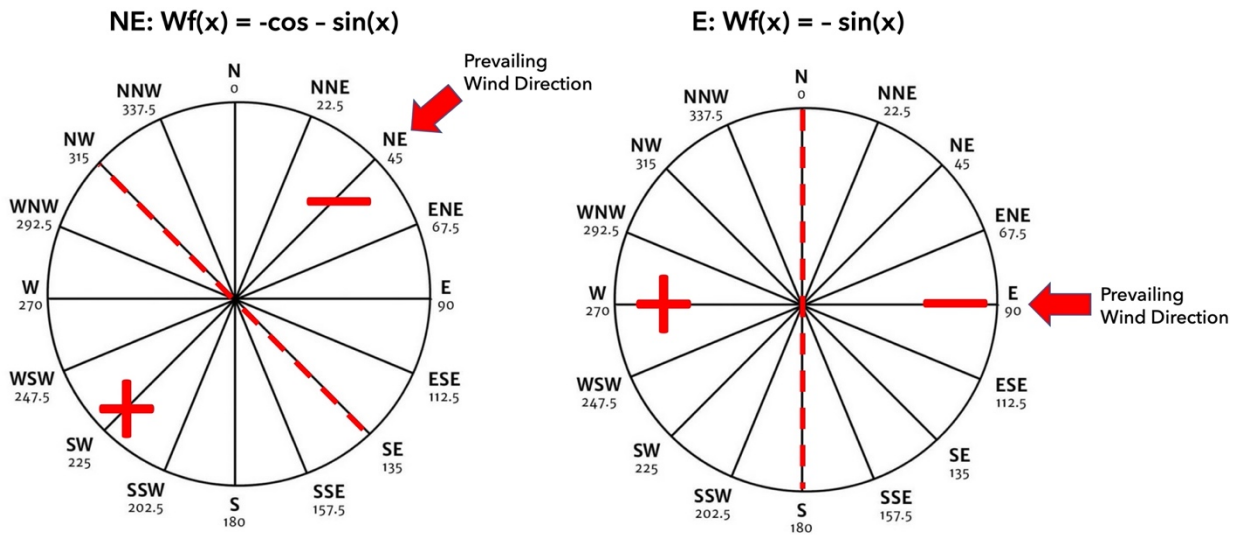 NE: Wf(x) = -cos – sin(x)
Prevailing
Wind Direction
N
0
NNE
22.5
NE
45
ENE
67.5
E
90
ESE
112.5
SE
135
SSE
157.5
S
180
SSW
202.5
SW
225
WSW
247.5
W
270
WNW
292.5
NW
315
NNW
337.5
E: Wf(x) = – sin(x)
N
0
NNE
22.5
NE
45
ENE
67.5
E
90
Prevailing
Wind Direction
ESE
112.5
SE
135
SSE
157.5
S
180
SSW
202.5
SW
225
WSW
247.5
W
270
WNW
292.5
NW
315
NNW
337.5